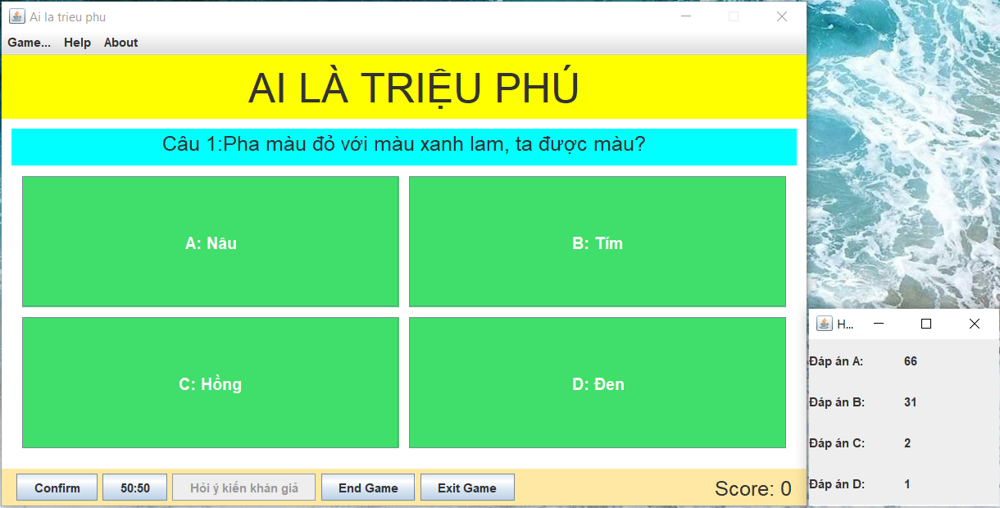 Ai la trieu phu
Game... Help About
AI LÀ TRIỆU PHÚ
Câu 1:Pha màu đỏ với màu xanh lam, ta được màu?
A: Nâu
B: Tím
C: Hồng
D: Đen
Confirm 50:50 Hỏi ý kiến khán giả End Game Exit Game Score: 0
H...
Đáp án A: 66
Đáp án B: 31
Đáp án C: 2
Đáp án D: 1